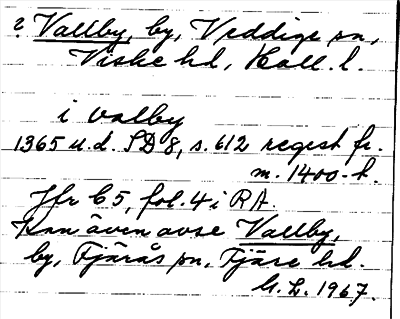 ? Vallby, by, Veddige sn,
Viske hd, Hall. l.
i valby
1365 u.d. SD 8, s. 612 regest fr.
m. 1400-t.
Jfr C5, fol. 4 i RA.
Kan även avse Vallby,
by, Fjärås sn, Fjäre hd.
G.L. 1967.